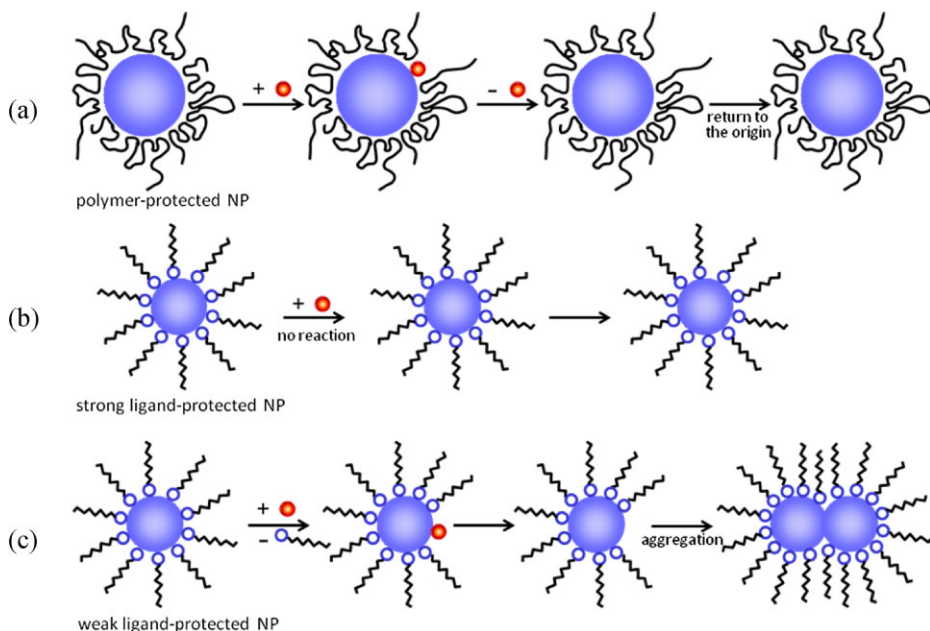 (a)
+
−
return to
the origin
polymer-protected NP
(b)
+
no reaction
strong ligand-protected NP
(c)
+
−
aggregation
weak ligand-protected NP